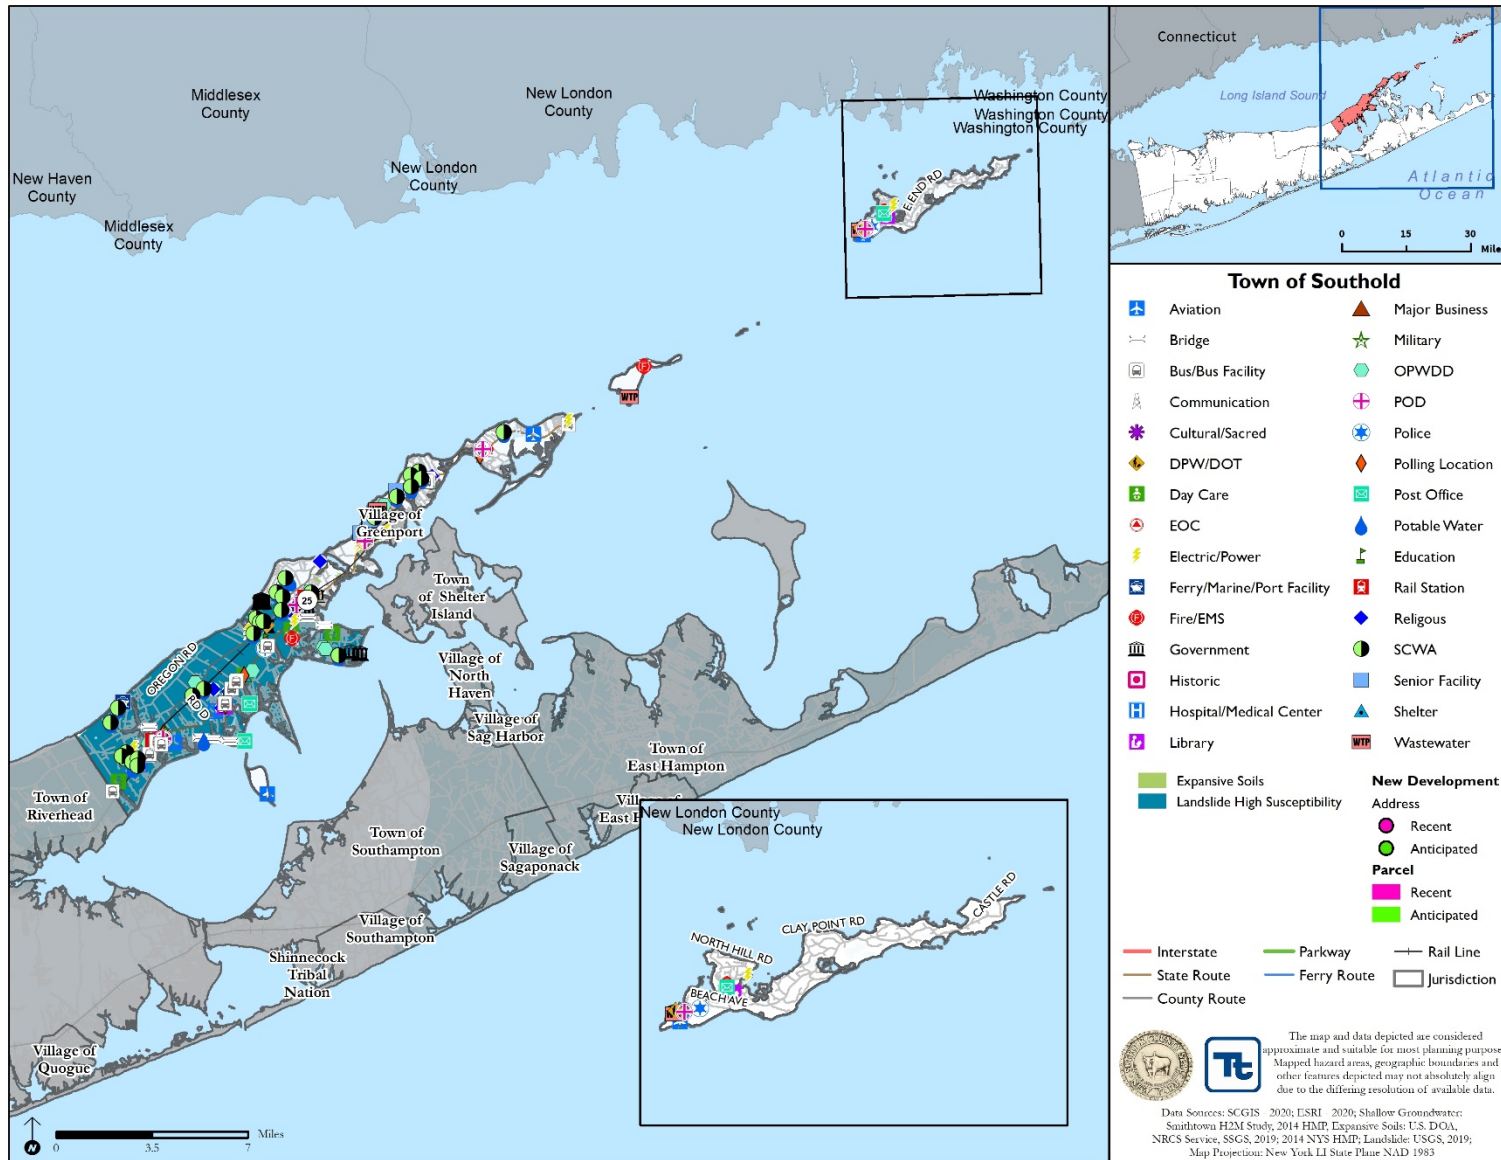 Middlesex
County
New London
County
Washington County
Washington County
Washington County
New London
County
New Haven
County
Middlesex
County
E END RD
Village of
Greenport
Town
of Shelter
Island
25
OREGON RD
RD D
Village of
North
Haven
Village of
Sag Harbor
Town of
East Hampton
Town of
Riverhead
Town of
Southampton
Village of
Sagaponack
Village of
Southampton
Shinnecock
Tribal
Nation
Village of
Quogue
WTP
F
F
New London County
New London County
CASTLE RD
CLAY POINT RD
NORTH HILL RD
BEACH AVE
N
0 3.5 7 Miles
Connecticut
Long Island Sound
Atlantic
Ocean
0 15 30
Mile
Town of Southold
Aviation
Major Business
Bridge
Military
Bus/Bus Facility
OPWDD
Communication
POD
Cultural/Sacred
Police
DPW/DOT
Polling Location
Day Care
Post Office
EOC
Potable Water
Electric/Power
Education
Ferry/Marine/Port Facility
Rail Station
Fire/EMS
Religous
Government
SCWA
Historic
Senior Facility
Hospital/Medical Center
Shelter
Library
WTP Wastewater
Expansive Soils
Landslide High Susceptibility
New Development
Address
Recent
Anticipated
Parcel
Recent
Anticipated
Interstate
Parkway
Rail Line
State Route
Ferry Route
Jurisdiction
County Route
Tt
The map and data depicted are considered
approximate and suitable for most planning purpose
Mapped hazard areas, geographic boundaries and
other features depicted may not absolutely align
due to the differing resolution of available data.
Data Sources: SCGIS - 2020; ESRI - 2020; Shallow Groundwater:
Smithtown H2M Study, 2014 HMP, Expansive Soils: U.S. DOA,
NRCS Service, SSGS, 2019; 2014 NYS HMP; Landslide: USGS, 2019;
Map Projection: New York LI State Plane NAD 1983